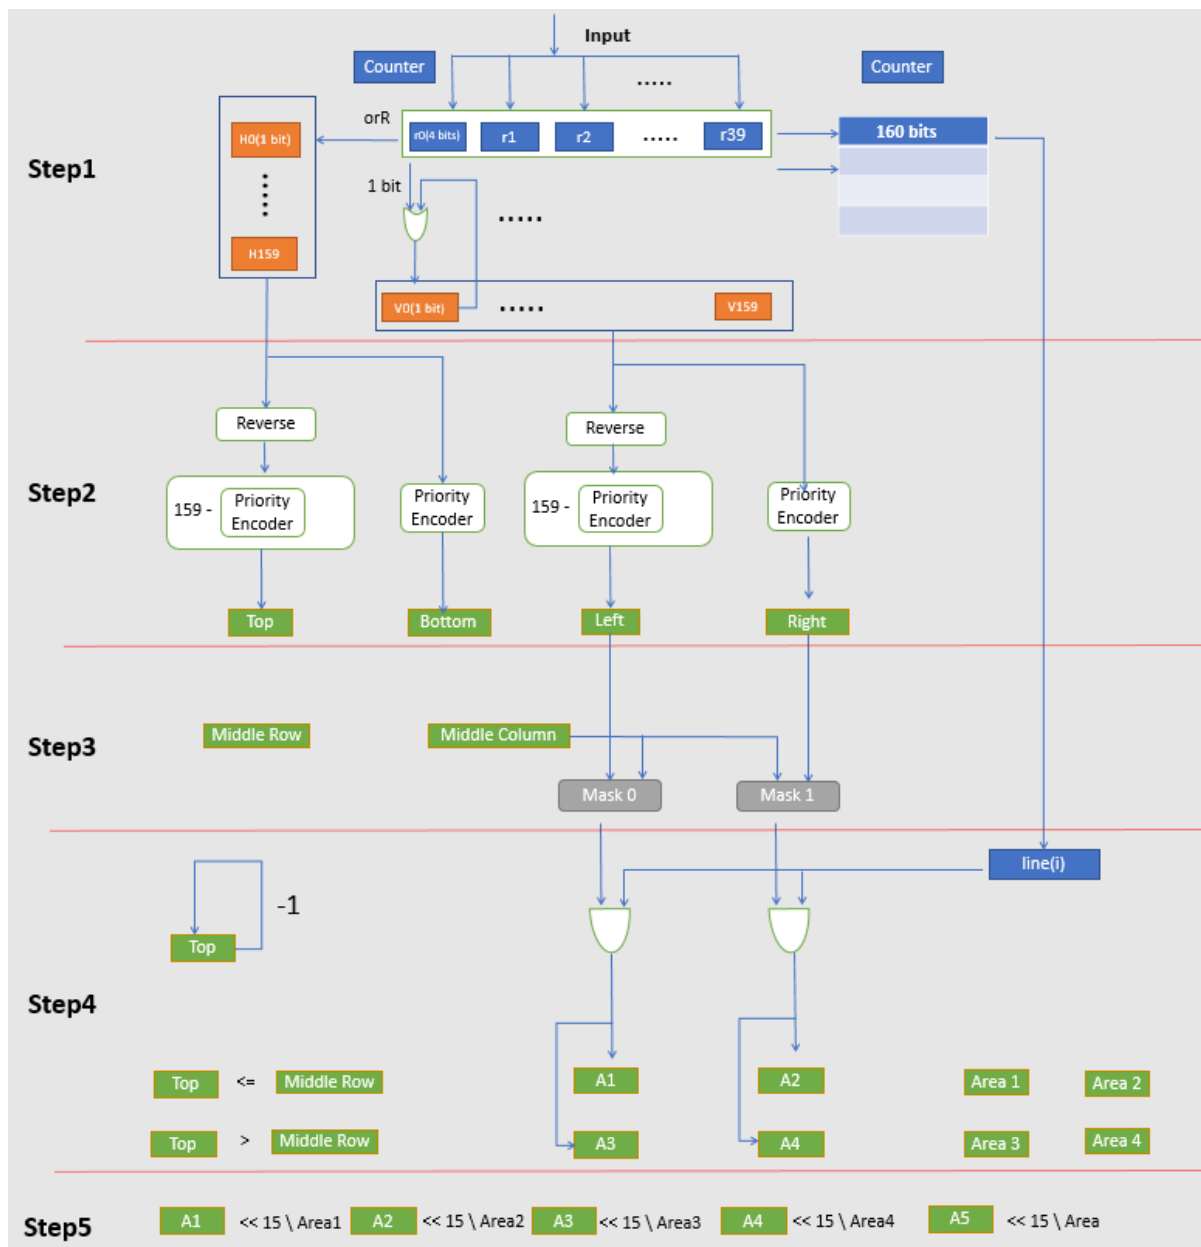 Input
Counter
.....
Counter
orR
H0(1 bit)
r0(4 bits)
r1
r2
.....
r39
160 bits
Step1
1 bit
.....
H159
V0(1 bit)
.....
V159
Reverse
Reverse
Step2
159 -
Priority
Encoder
Priority
Encoder
159 -
Priority
Encoder
Priority
Encoder
Top
Bottom
Left
Right
Step3
Middle Row
Middle Column
Mask 0
Mask 1
line(i)
-1
Top
Step4
Top <= Middle Row
A1
A2
Area 1
Area 2
Top > Middle Row
A3
A4
Area 3
Area 4
Step5
A1 << 15 \ Area1
A2 << 15 \ Area2
A3 << 15 \ Area3
A4 << 15 \ Area4
A5 << 15 \ Area